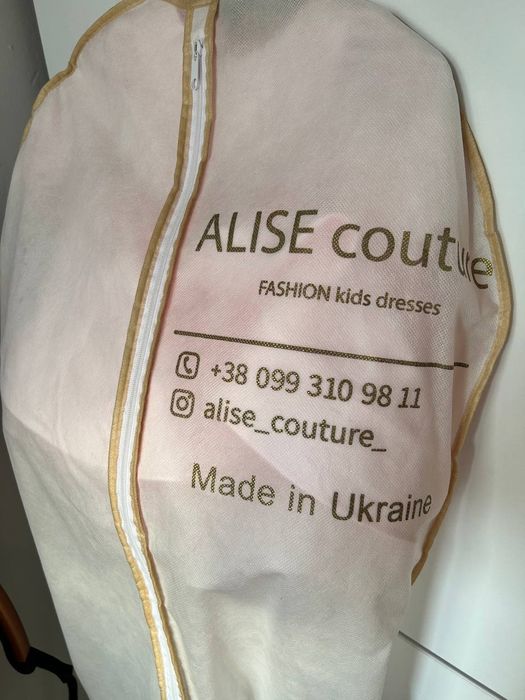 ALISE couture
FASHION kids dresses
+38 099 310 98 11
alise_couture_
Made in Ukraine